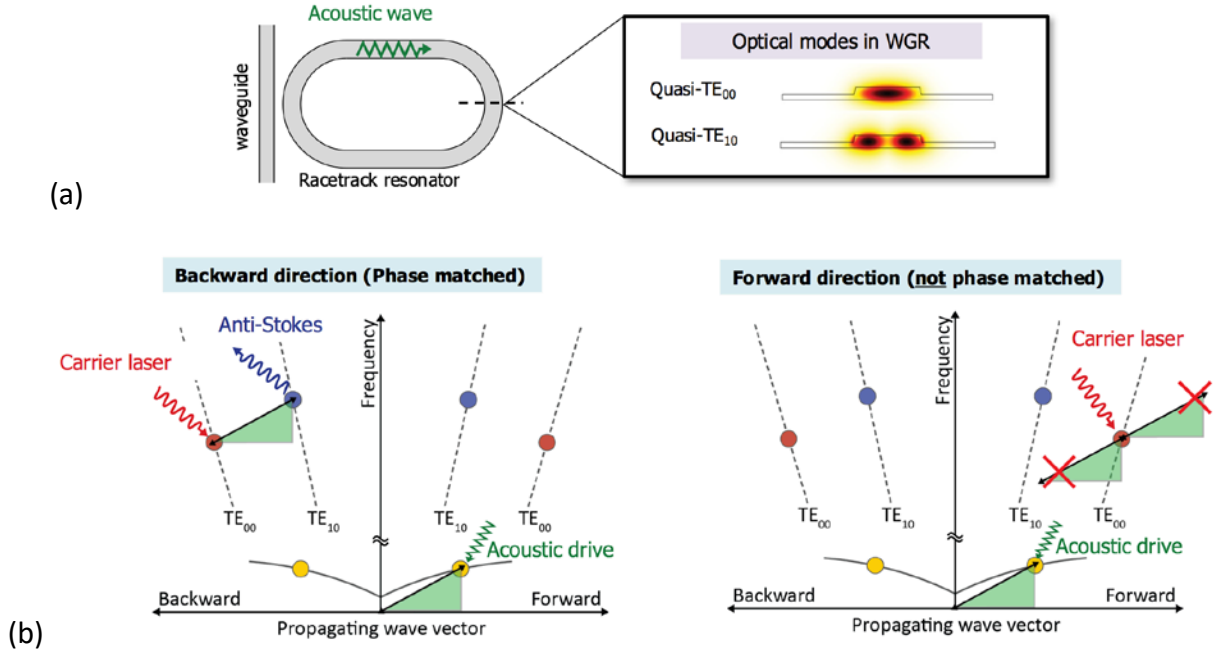 Acoustic wave
waveguide
Racetrack resonator
Optical modes in WGR
Quasi-TE₀₀
Quasi-TE₁₀
(a)
Backward direction (Phase matched)
Anti-Stokes
Carrier laser
Frequency
TE₀₀
TE₁₀
TE₁₀
TE₀₀
Acoustic drive
Backward
Forward
Propagating wave vector
Forward direction (not phase matched)
Carrier laser
Frequency
TE₀₀
TE₁₀
TE₁₀
TE₀₀
Acoustic drive
Backward
Forward
Propagating wave vector
(b)